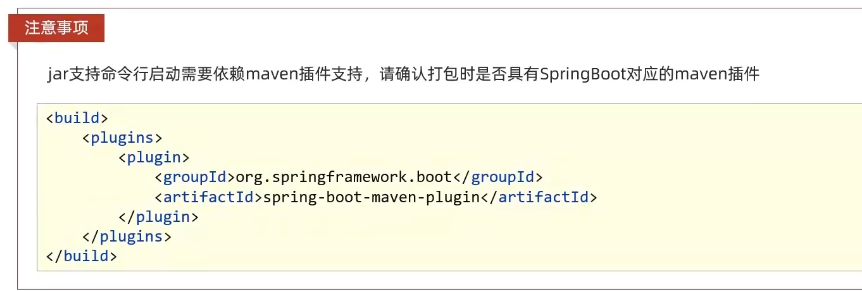 注意事项
jar支持命令行启动需要依赖maven插件支持，请确认打包时是否具有SpringBoot对应的maven插件
<build>
    <plugins>
        <plugin>
            <groupId>org.springframework.boot</groupId>
            <artifactId>spring-boot-maven-plugin</artifactId>
        </plugin>
    </plugins>
</build>